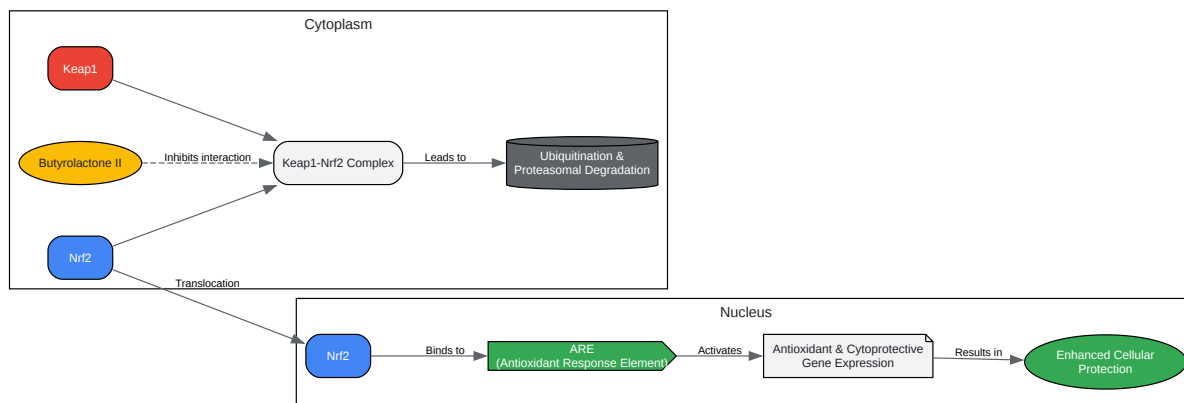 Cytoplasm
Keap1
Butyrolactone II
Inhibits interaction
Keap1-Nrf2 Complex
Leads to
Ubiquitination &
Proteasomal Degradation
Nrf2
Translocation
Nucleus
Nrf2
Binds to
ARE
(Antioxidant Response Element)
Activates
Antioxidant & Cytoprotective
Gene Expression
Results in
Enhanced Cellular
Protection